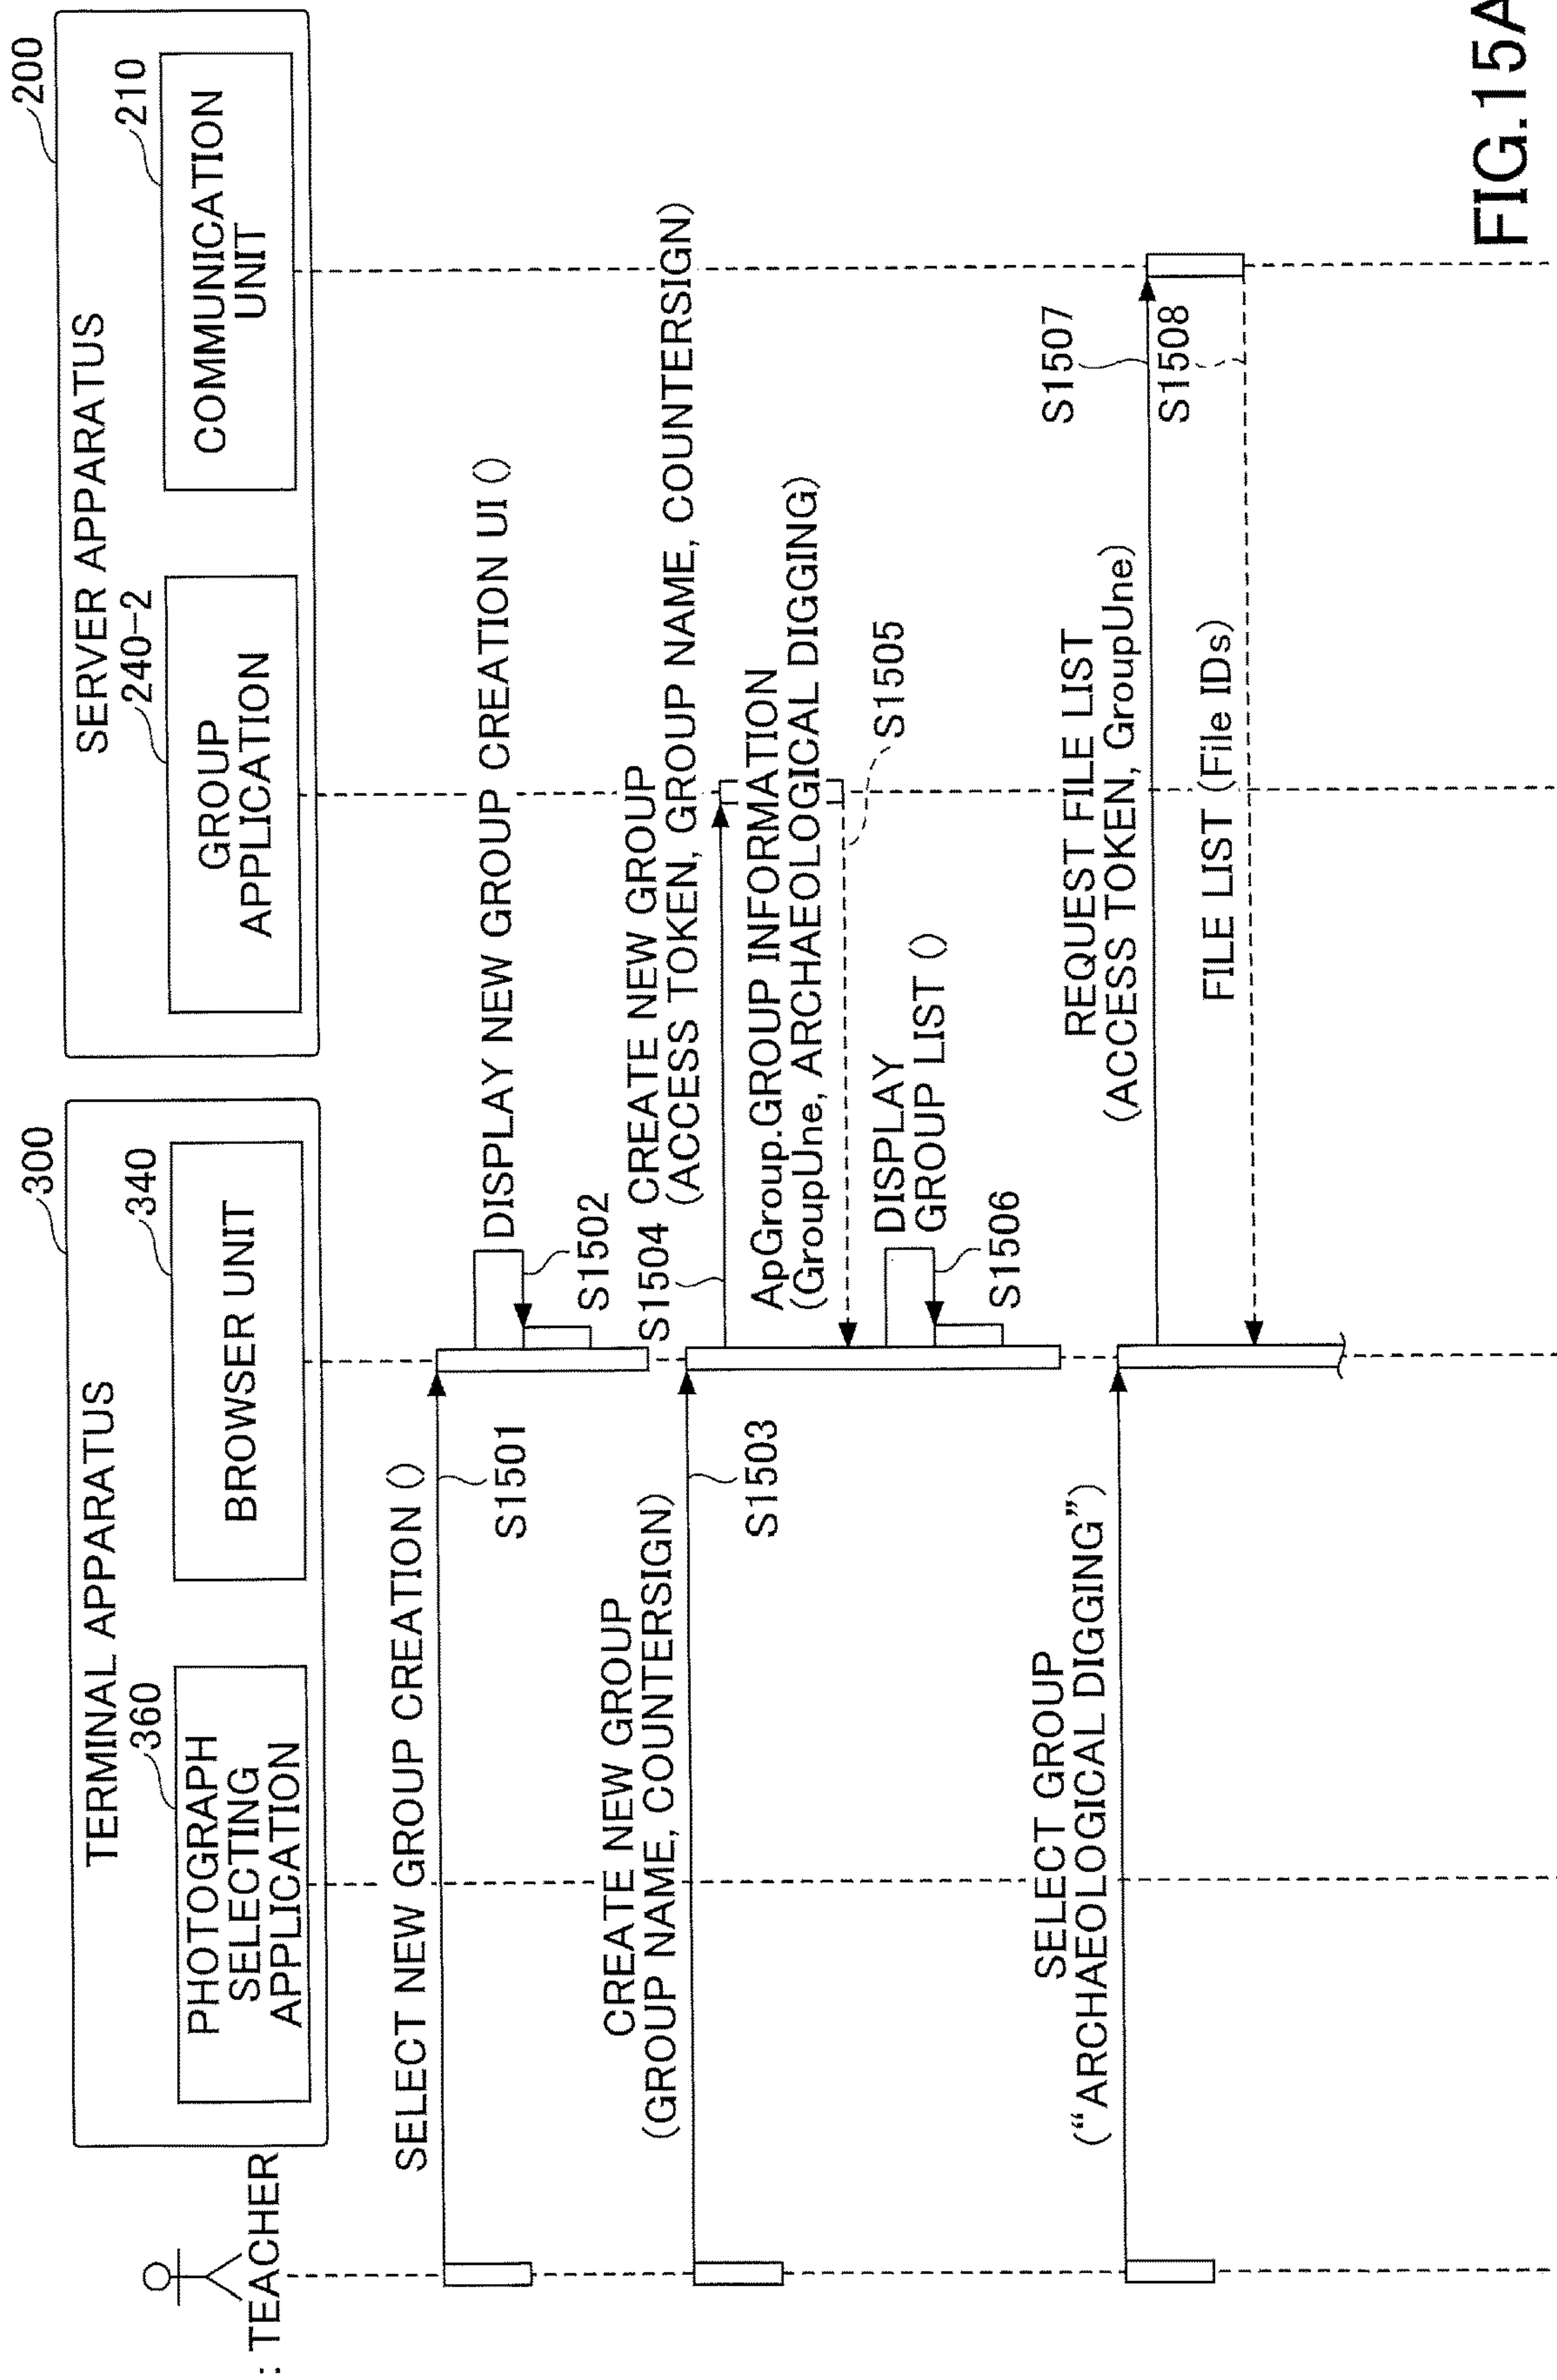 : TEACHER
TERMINAL APPARATUS
300
PHOTOGRAPH
SELECTING
APPLICATION
360
BROWSER UNIT
340
SERVER APPARATUS
200
GROUP
APPLICATION
240-2
COMMUNICATION
UNIT
210
SELECT NEW GROUP CREATION ()
S1501
DISPLAY NEW GROUP CREATION UI ()
S1502
CREATE NEW GROUP
(GROUP NAME, COUNTERSIGN)
S1503
S1504
CREATE NEW GROUP
(ACCESS TOKEN, GROUP NAME, COUNTERSIGN)
ApGroup.GROUP INFORMATION
(GroupUne, ARCHAEOLOGICAL DIGGING)
S1505
DISPLAY
GROUP LIST ()
S1506
SELECT GROUP
(“ARCHAEOLOGICAL DIGGING”)
REQUEST FILE LIST
(ACCESS TOKEN, GroupUne)
S1507
FILE LIST (File IDs)
S1508
FIG.15A